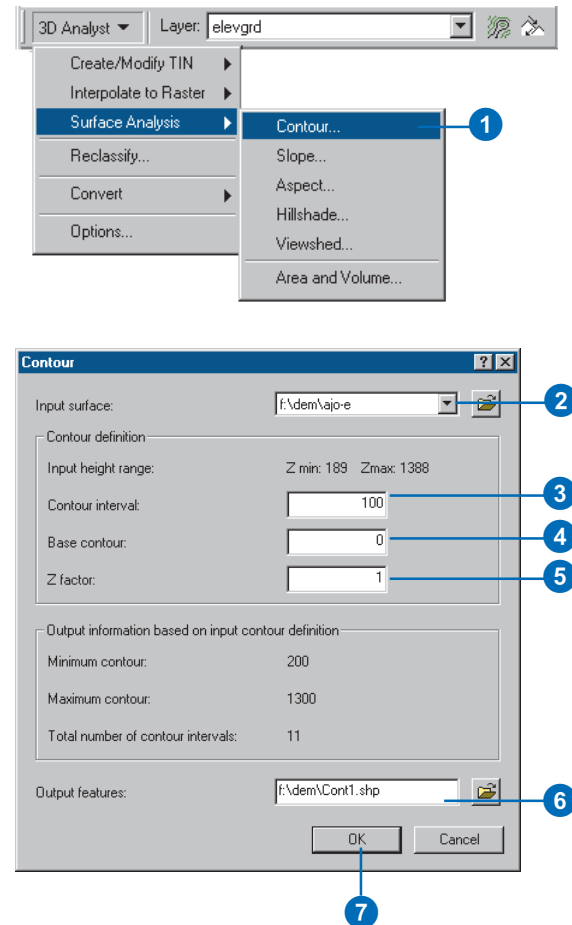 3D Analyst Layer: elevgrd
Create/Modify TIN
Interpolate to Raster
Surface Analysis
Reclassify...
Convert
Options...
Contour... 1
Slope...
Aspect...
Hillshade...
Viewshed...
Area and Volume...
Contour ? X
Input surface: f:\dem\ajo-e 2
Contour definition
Input height range: Z min: 189 Zmax: 1388
Contour interval: 100 3
Base contour: 0 4
Z factor: 1 5
Output information based on input contour definition
Minimum contour: 200
Maximum contour: 1300
Total number of contour intervals: 11
Output features: f:\dem\Cont1.shp 6
OK Cancel
7